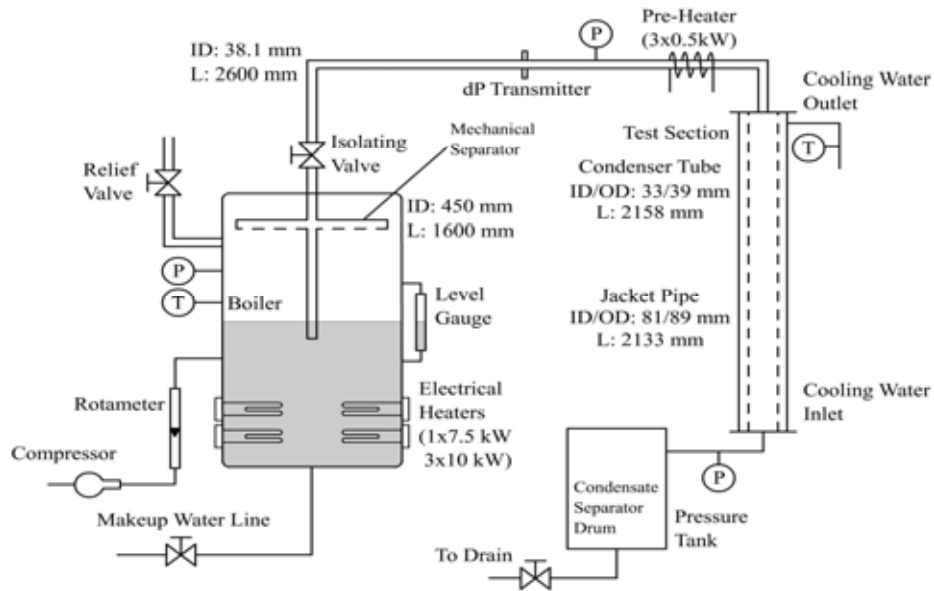 ID: 38.1 mm
L: 2600 mm
P
Pre-Heater
(3x0.5kW)
dP Transmitter
Cooling Water
Outlet
Mechanical
Separator
Isolating
Valve
Test Section
T
Relief
Valve
Condenser Tube
ID/OD: 33/39 mm
L: 2158 mm
ID: 450 mm
L: 1600 mm
P
T
Boiler
Level
Gauge
Jacket Pipe
ID/OD: 81/89 mm
L: 2133 mm
Rotameter
Electrical
Heaters
(1x7.5 kW
3x10 kW)
Cooling Water
Inlet
Compressor
P
Condensate
Separator
Drum
Pressure
Tank
Makeup Water Line
To Drain